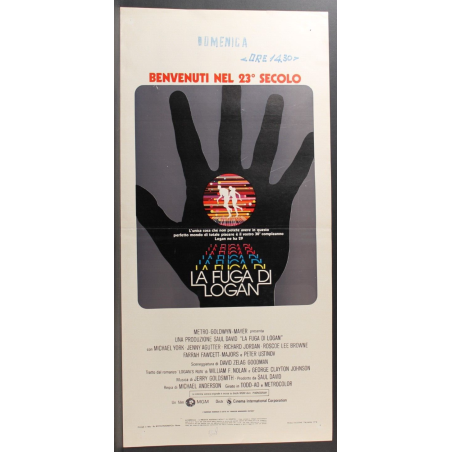 DOMENICA
ORE 14,30
BENVENUTI NEL 23° SECOLO
L'unica cosa che non potete avere in questo
perfetto mondo di totale piacere è il vostro 30° compleanno
Logan ne ha 29
LA FUGA DI
LOGAN
METRO-GOLDWYN-MAYER presenta
UNA PRODUZIONE SAUL DAVID "LA FUGA DI LOGAN"
con MICHAEL YORK JENNY AGUTTER RICHARD JORDAN ROSCOE LEE BROWNE
FARRAH FAWCETT-MAJORS e PETER USTINOV
Sceneggiatura di DAVID ZELAG GOODMAN
Tratto dal romanzo "LOGAN'S RUN" di WILLIAM F. NOLAN e GEORGE CLAYTON JOHNSON
Musica di JERRY GOLDSMITH Prodotto da SAUL DAVID
Regia di MICHAEL ANDERSON Girato in TODD-AO e METROCOLOR
Un film MGM Distr. Cinema International Corporation